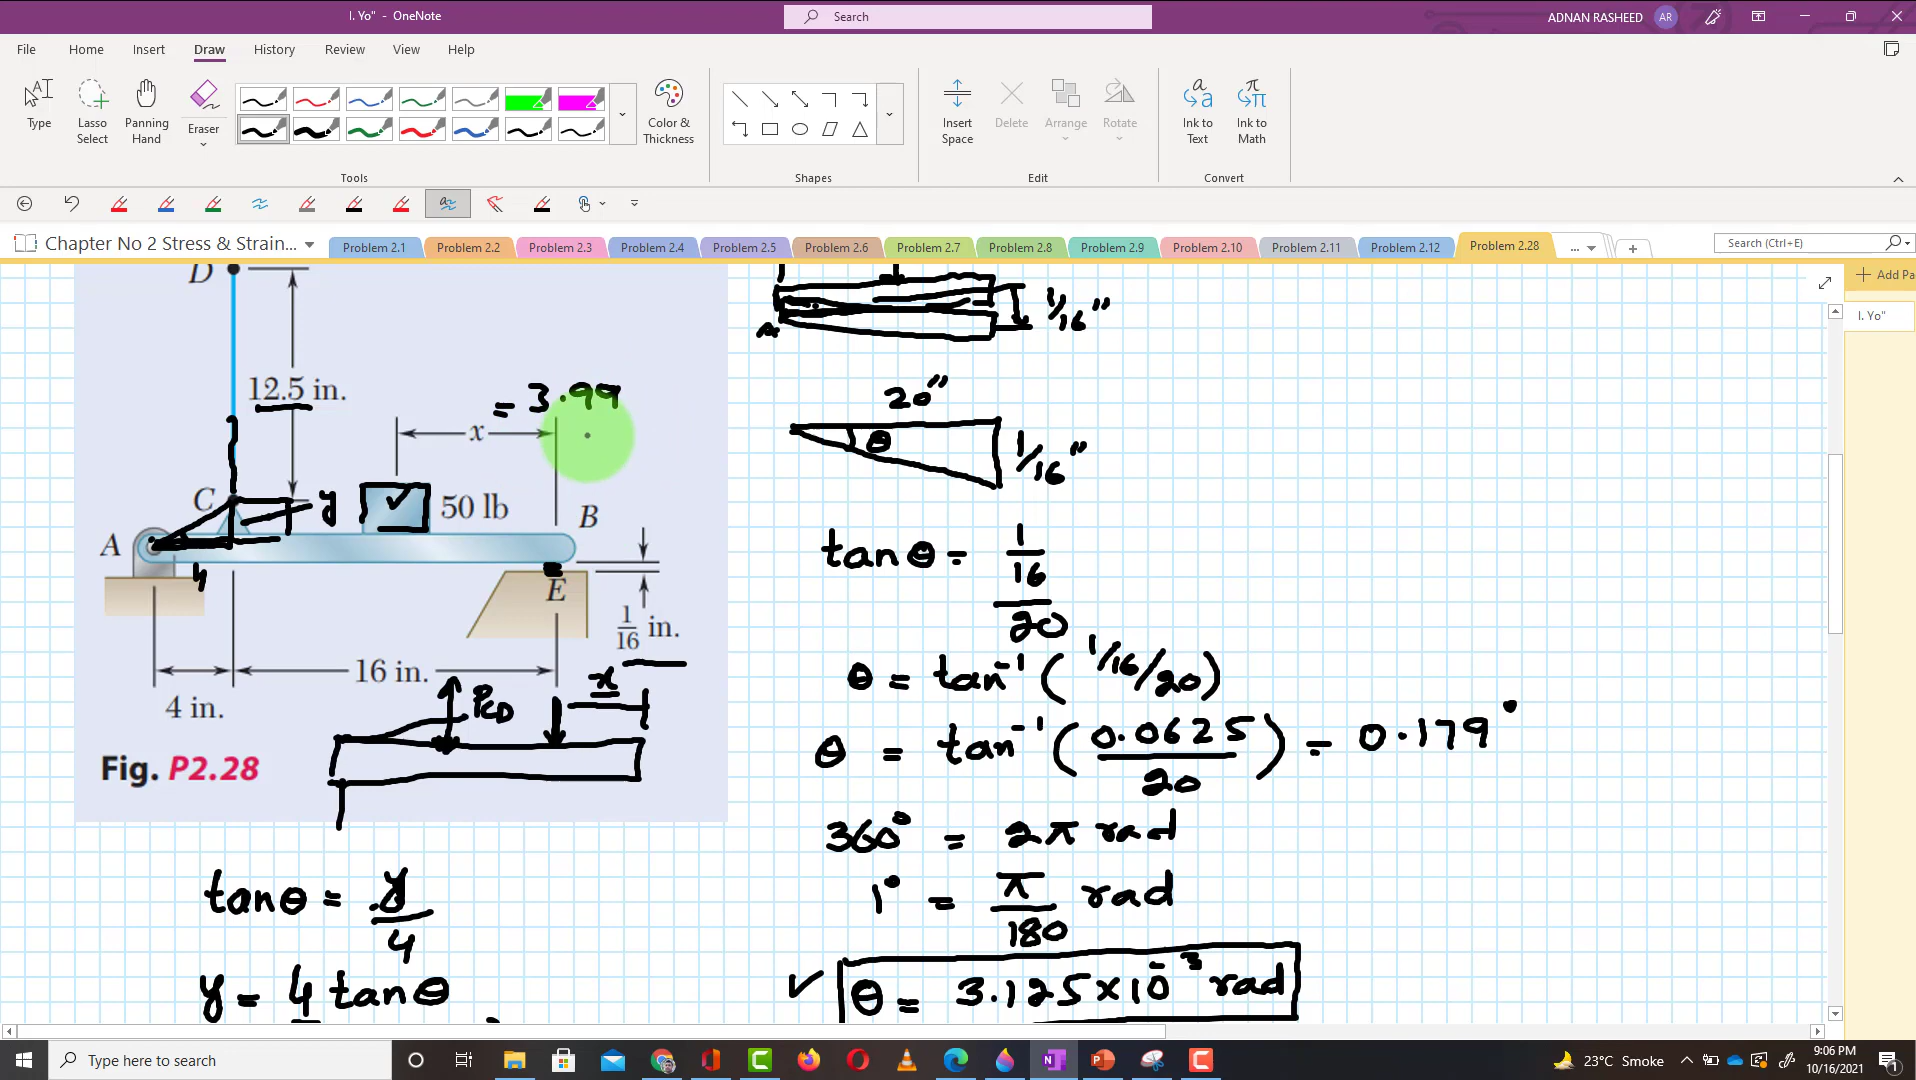 I. Yo" - OneNote
Search
ADNAN RASHEED
AR
File Home Insert Draw History Review View Help
Type
Lasso Select
Panning Hand
Eraser
Color & Thickness
Insert Space
Delete
Arrange
Rotate
Ink to Text
Ink to Math
Tools
Shapes
Edit
Convert
Chapter No 2 Stress & Strain...
Problem 2.1
Problem 2.2
Problem 2.3
Problem 2.4
Problem 2.5
Problem 2.6
Problem 2.7
Problem 2.8
Problem 2.9
Problem 2.10
Problem 2.11
Problem 2.12
Problem 2.28
...
Search (Ctrl+E)
Add Pa
I. Yo"
D
12.5 in.
= 3.99
x
C
y
50 lb
B
A
4
E
1/16 in.
16 in.
x
4 in.
PCD
Fig. P2.28
tanθ = y/4
y = 4 tanθ
1/16"
A
20"
θ
1/16"
tanθ = 1/16 / 20
θ = tan⁻¹ (1/16/20)
θ = tan⁻¹ (0.0625/20) = 0.179°
360° = 2π rad
1° = π/180 rad
θ = 3.125×10⁻³ rad
Type here to search
23°C Smoke
9:06 PM
10/16/2021
1